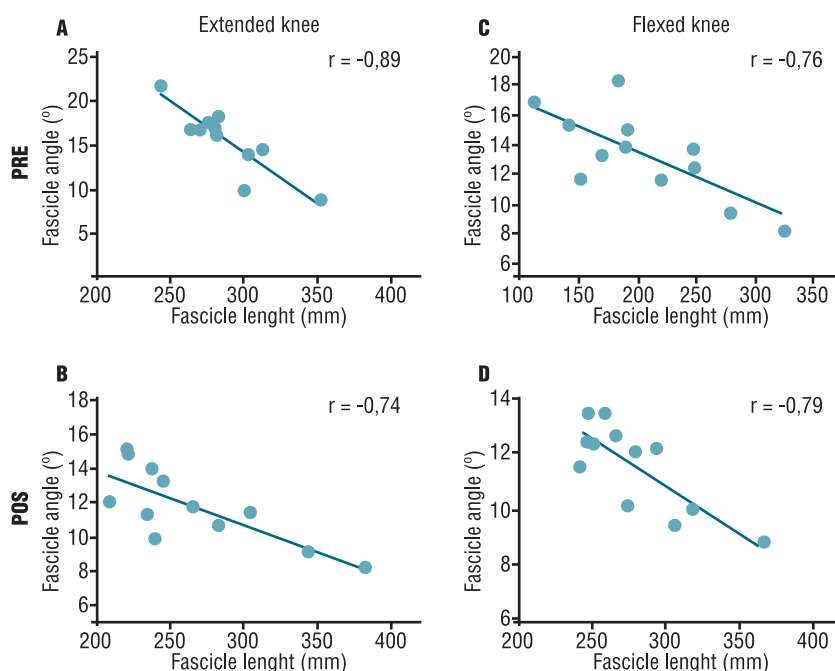 A Extended knee
r = -0,89
25
20
15
10
5
Fascicle angle (º)
PRE
200 250 300 350 400
Fascicle lenght (mm)
C Flexed knee
r = -0,76
20
18
16
14
12
10
8
6
Fascicle angle (º)
100 150 200 250 300 350
Fascicle lenght (mm)
B
r = -0,74
18
16
14
12
10
8
6
Fascicle angle (º)
POS
200 250 300 350 400
Fascicle lenght (mm)
D
r = -0,79
14
12
10
8
6
Fascicle angle (º)
200 250 300 350 400
Fascicle lenght (mm)